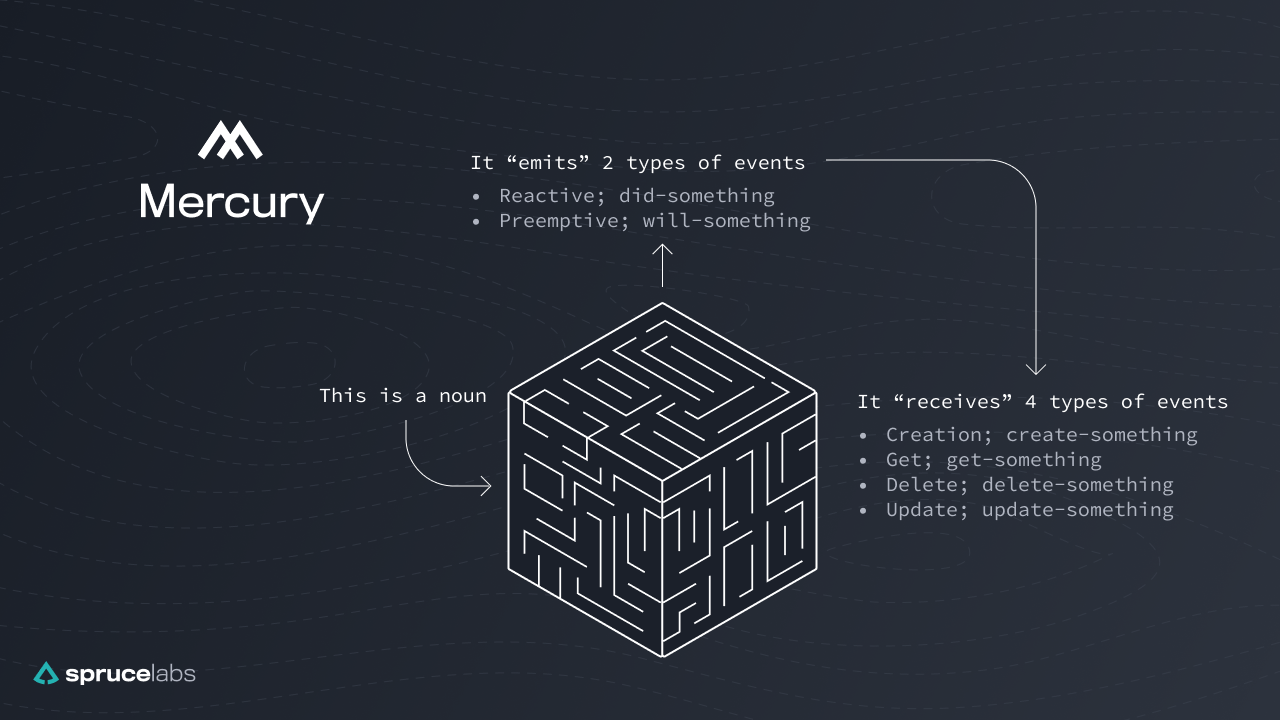 Mercury
It “emits” 2 types of events
• Reactive; did-something
• Preemptive; will-something
This is a noun
It “receives” 4 types of events
• Creation; create-something
• Get; get-something
• Delete; delete-something
• Update; update-something
sprucelabs